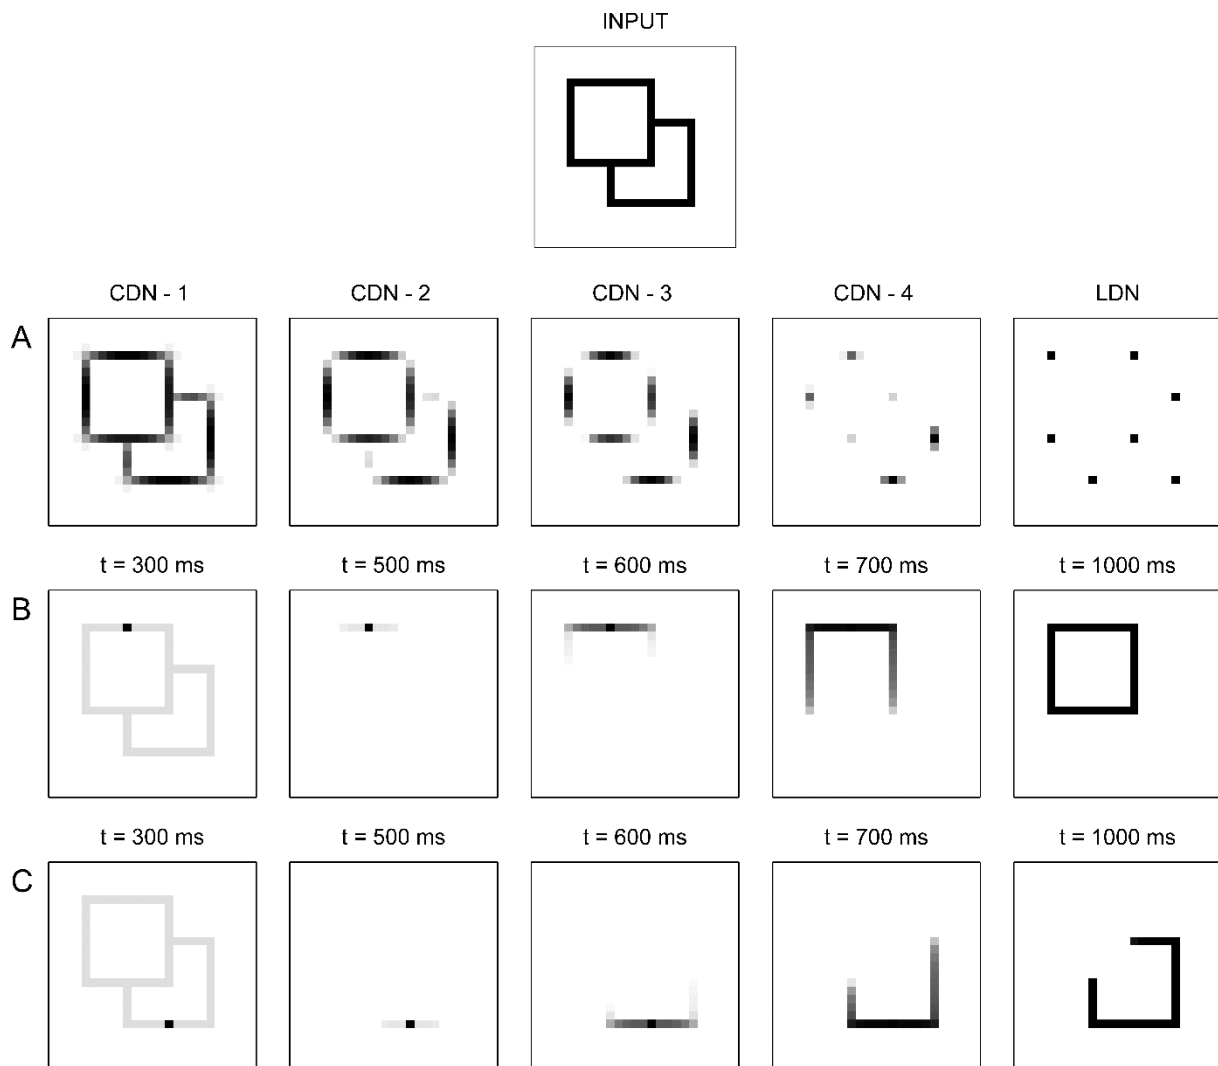 INPUT
CDN - 1 CDN - 2 CDN - 3 CDN - 4 LDN
A
t = 300 ms t = 500 ms t = 600 ms t = 700 ms t = 1000 ms
B
t = 300 ms t = 500 ms t = 600 ms t = 700 ms t = 1000 ms
C